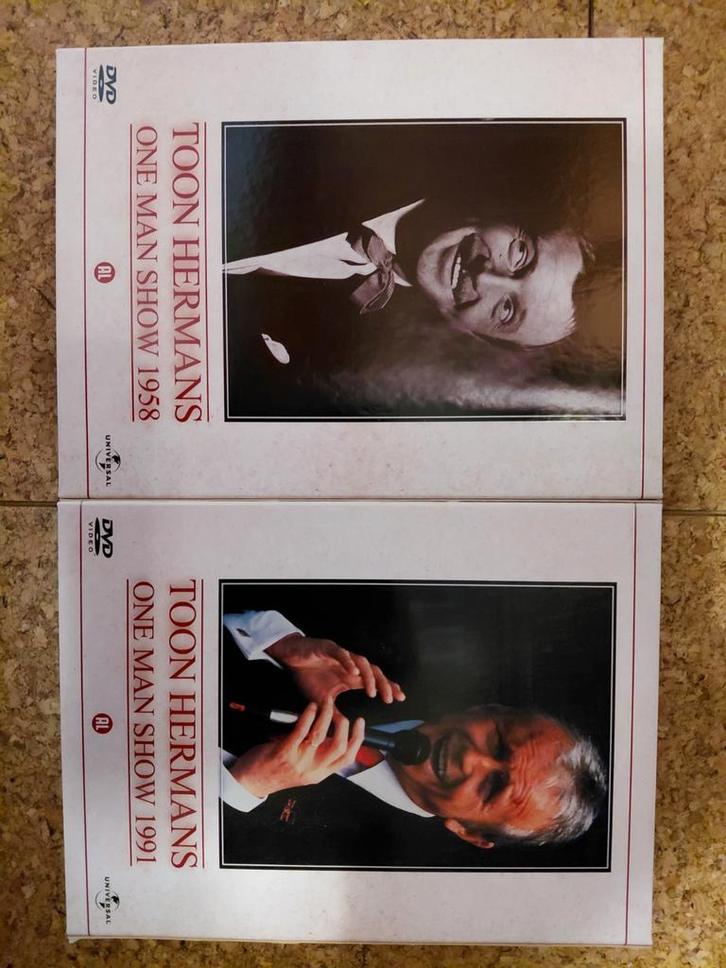 TOON HERMANS
ONE MAN SHOW 1958
DVD
VIDEO
AL
UNIVERSAL
TOON HERMANS
ONE MAN SHOW 1991
DVD
VIDEO
AL
UNIVERSAL